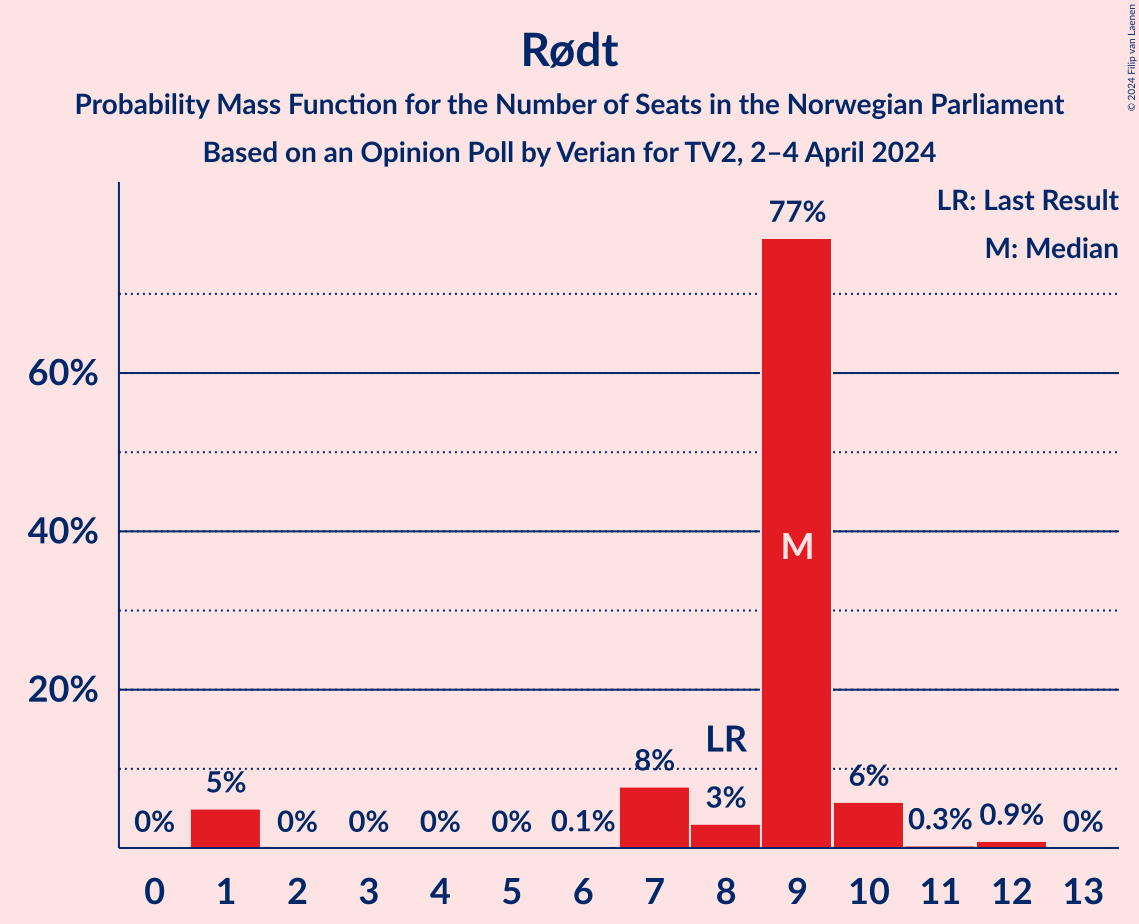 Rødt
Probability Mass Function for the Number of Seats in the Norwegian Parliament
Based on an Opinion Poll by Verian for TV2, 2–4 April 2024
© 2024 Filip van Laenen
LR: Last Result
M: Median
77%
60%
40%
20%
M
LR
0%
5%
0%
0%
0%
0%
0.1%
8%
3%
6%
0.3%
0.9%
0%
0 1 2 3 4 5 6 7 8 9 10 11 12 13